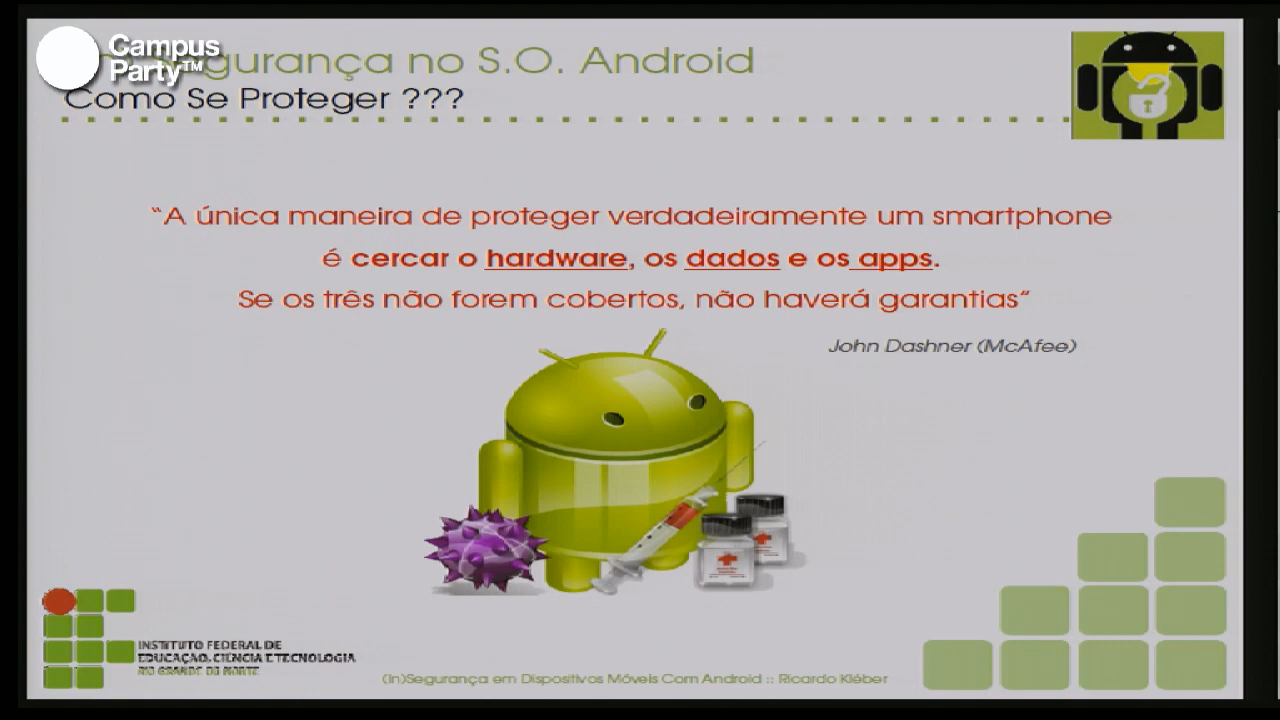 Campus
Party™
Segurança no S.O. Android
Como Se Proteger ???
“A única maneira de proteger verdadeiramente um smartphone
é cercar o hardware, os dados e os apps.
Se os três não forem cobertos, não haverá garantias”
John Dashner (McAfee)
INSTITUTO FEDERAL DE
EDUCAÇÃO, CIÊNCIA E TECNOLOGIA
RIO GRANDE DO NORTE
(In)Segurança em Dispositivos Móveis Com Android :: Ricardo Kléber